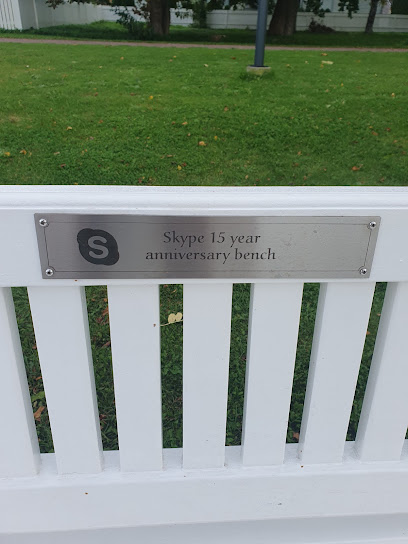 S
Skype 15 year
anniversary bench